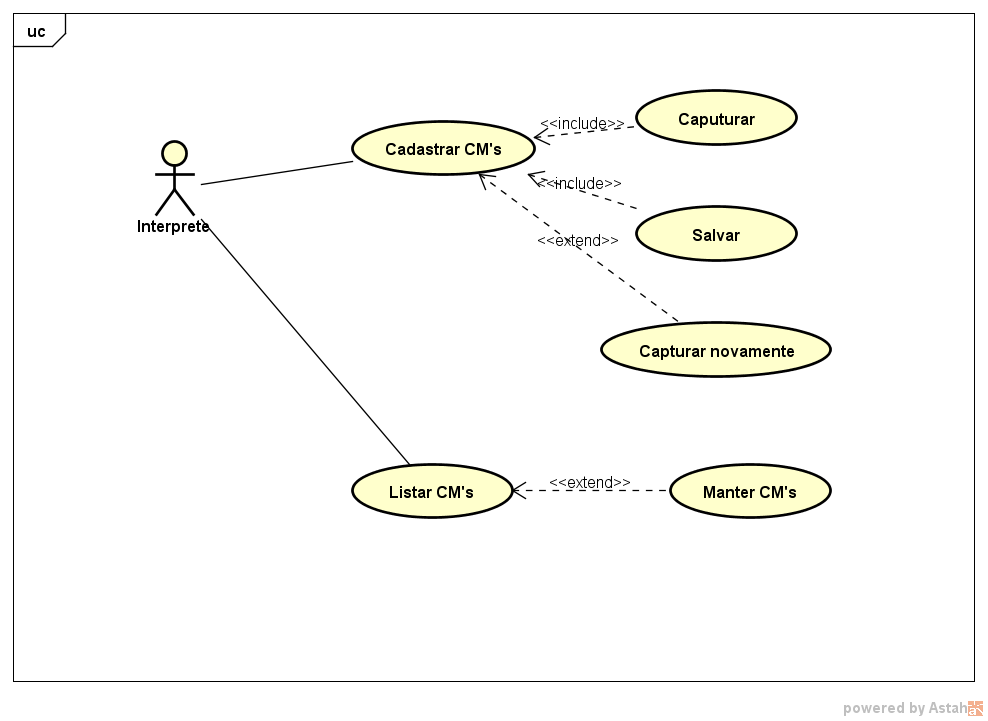 uc
Caputurar
<<include>>
Cadastrar CM's
<<include>>
Interprete
Salvar
<<extend>>
Capturar novamente
<<extend>>
Listar CM's
Manter CM's
powered by Astah